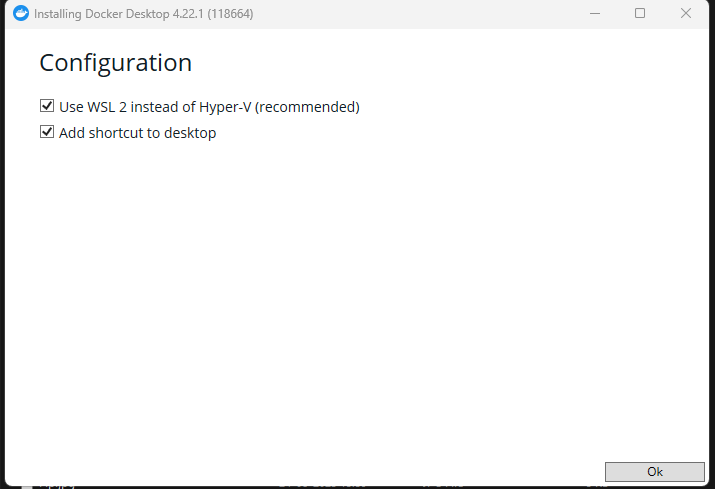 Installing Docker Desktop 4.22.1 (118664)
Configuration
Use WSL 2 instead of Hyper-V (recommended)
Add shortcut to desktop
Ok